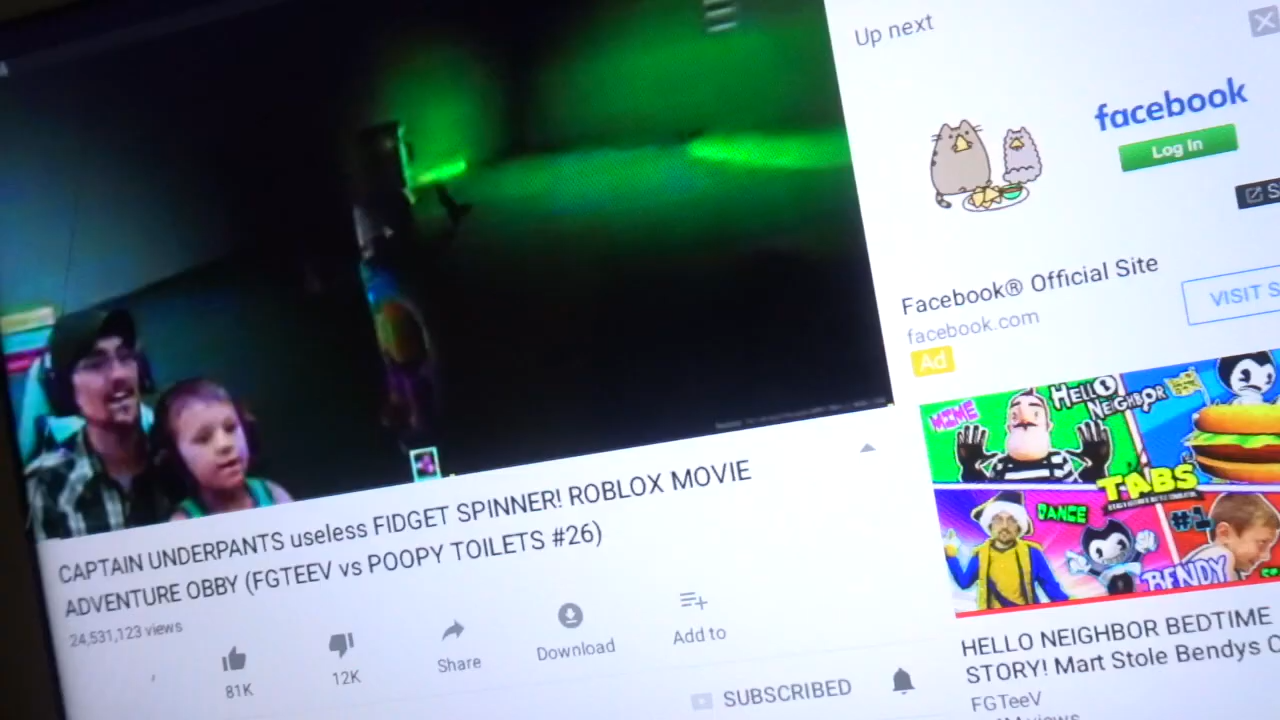 Up next
facebook
Log In
Facebook® Official Site
facebook.com
VISIT S
Ad
CAPTAIN UNDERPANTS useless FIDGET SPINNER! ROBLOX MOVIE
ADVENTURE OBBY (FGTEEV vs POOPY TOILETS #26)
24,531,123 views
81K
12K
Share
Download
Add to
SUBSCRIBED
MIME
HELLO
NEIGHBOR
TABS
DANCE
#1
BENDY
HELLO NEIGHBOR BEDTIME
STORY! Mart Stole Bendys C
FGTeeV